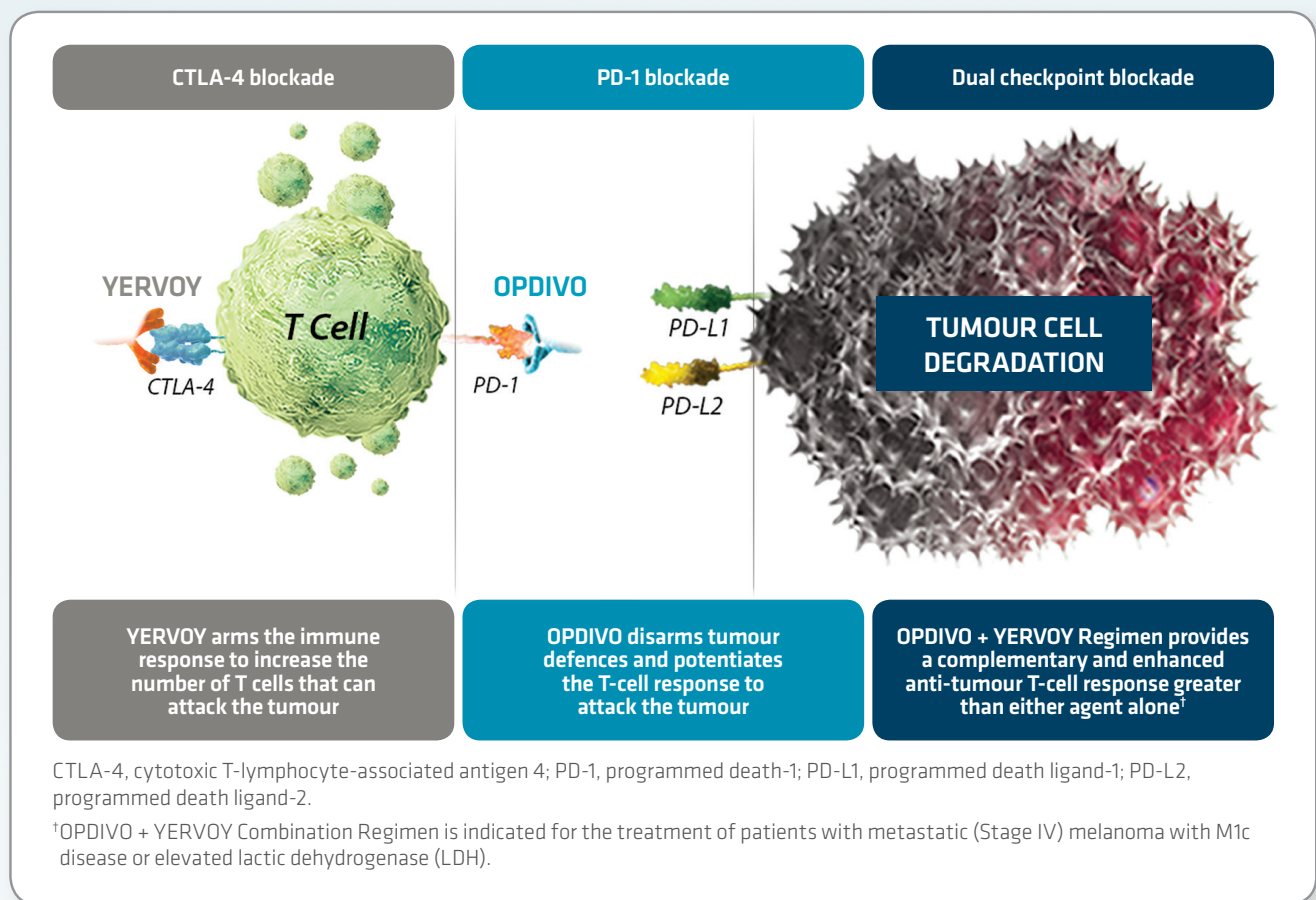 CTLA-4 blockade
PD-1 blockade
Dual checkpoint blockade
YERVOY
CTLA-4
T Cell
OPDIVO
PD-1
PD-L1
PD-L2
TUMOUR CELL
DEGRADATION
YERVOY arms the immune
response to increase the
number of T cells that can
attack the tumour
OPDIVO disarms tumour
defences and potentiates
the T-cell response to
attack the tumour
OPDIVO + YERVOY Regimen provides
a complementary and enhanced
anti-tumour T-cell response greater
than either agent alone†
CTLA-4, cytotoxic T-lymphocyte-associated antigen 4; PD-1, programmed death-1; PD-L1, programmed death ligand-1; PD-L2,
programmed death ligand-2.
†OPDIVO + YERVOY Combination Regimen is indicated for the treatment of patients with metastatic (Stage IV) melanoma with M1c
disease or elevated lactic dehydrogenase (LDH).